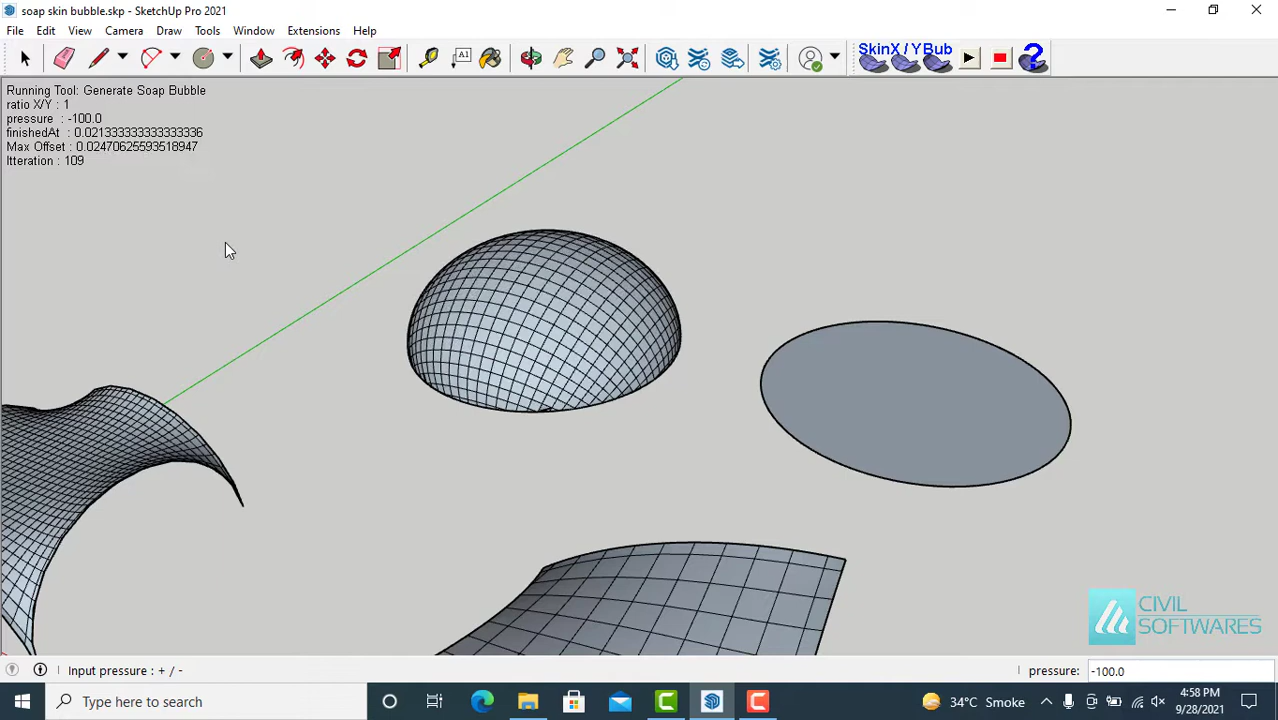 soap skin bubble.skp - SketchUp Pro 2021
File Edit View Camera Draw Tools Window Extensions Help
A1
SkinX / YBub
?
Running Tool: Generate Soap Bubble
ratio X/Y : 1
pressure : -100.0
finishedAt : 0.021333333333333336
Max Offset : 0.02470625593518947
Itteration : 109
CIVIL
SOFTWARES
Input pressure : + / -
pressure: -100.0
Type here to search
34°C Smoke
4:58 PM
9/28/2021